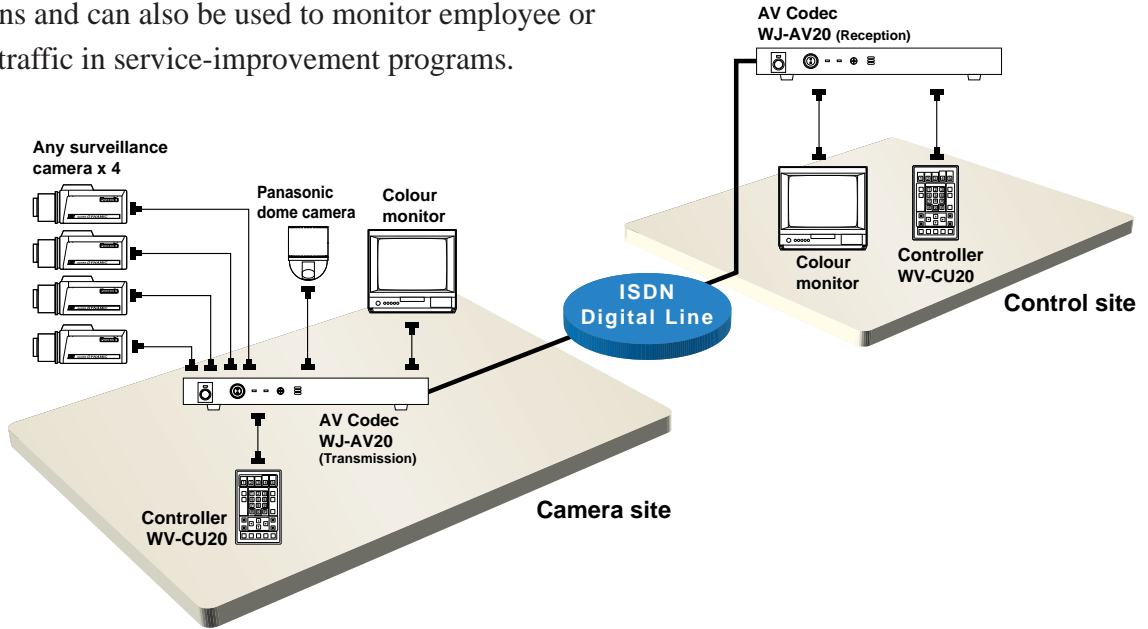 ns and can also be used to monitor employee or
traffic in service-improvement programs.
AV Codec
WJ-AV20 (Reception)
Any surveillance
camera x 4
Panasonic
dome camera
Colour
monitor
Colour
monitor
Controller
WV-CU20
ISDN
Digital Line
Control site
AV Codec
WJ-AV20
(Transmission)
Controller
WV-CU20
Camera site